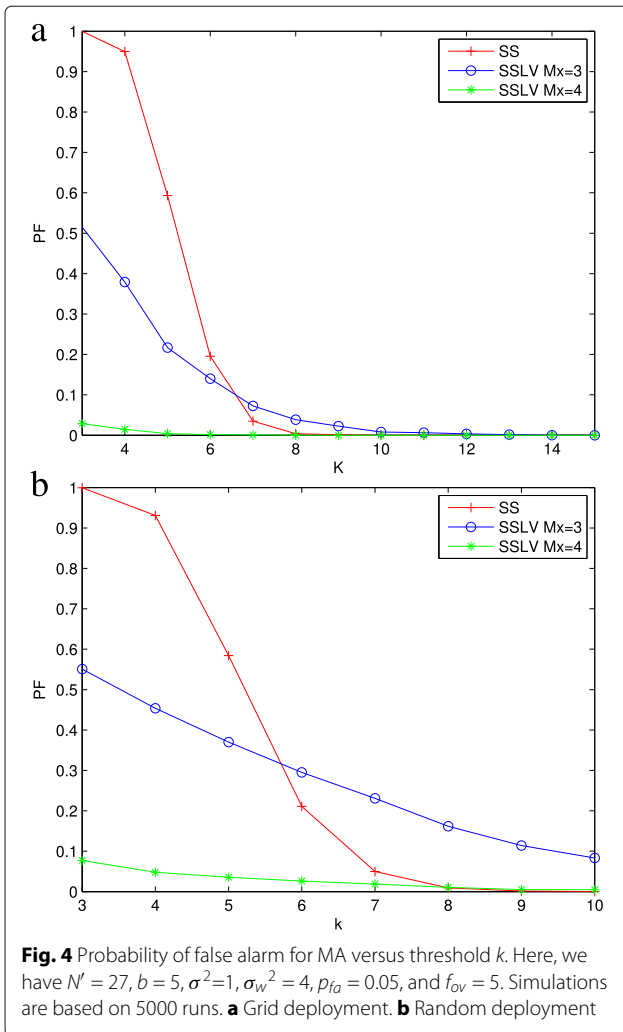 a
1
0.9
0.8
0.7
0.6
0.5
0.4
0.3
0.2
0.1
0
PF
4 6 8 10 12 14
K
SS
SSLV Mx=3
SSLV Mx=4
b
1
0.9
0.8
0.7
0.6
0.5
0.4
0.3
0.2
0.1
0
PF
3 4 5 6 7 8 9 10
k
SS
SSLV Mx=3
SSLV Mx=4
Fig. 4 Probability of false alarm for MA versus threshold k. Here, we
have N′ = 27, b = 5, σ²=1, σ_w² = 4, p_fa = 0.05, and f_ov = 5. Simulations
are based on 5000 runs. a Grid deployment. b Random deployment